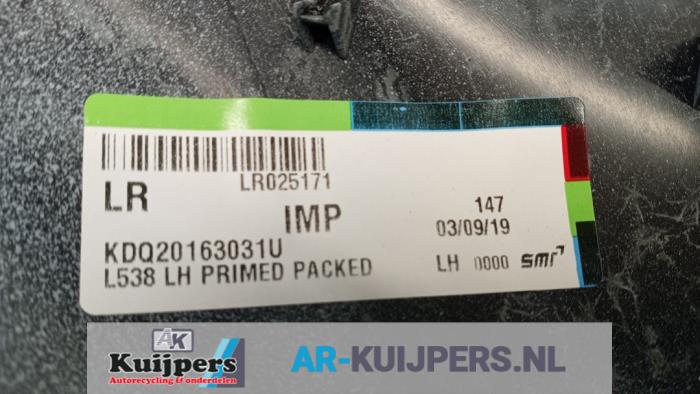 LR025171
LR
IMP
147
03/09/19
KDQ20163031U
L538 LH PRIMED PACKED
LH 0000 smr
AK
Kuijpers
Autorecycling & onderdelen
AR-KUIJPERS.NL